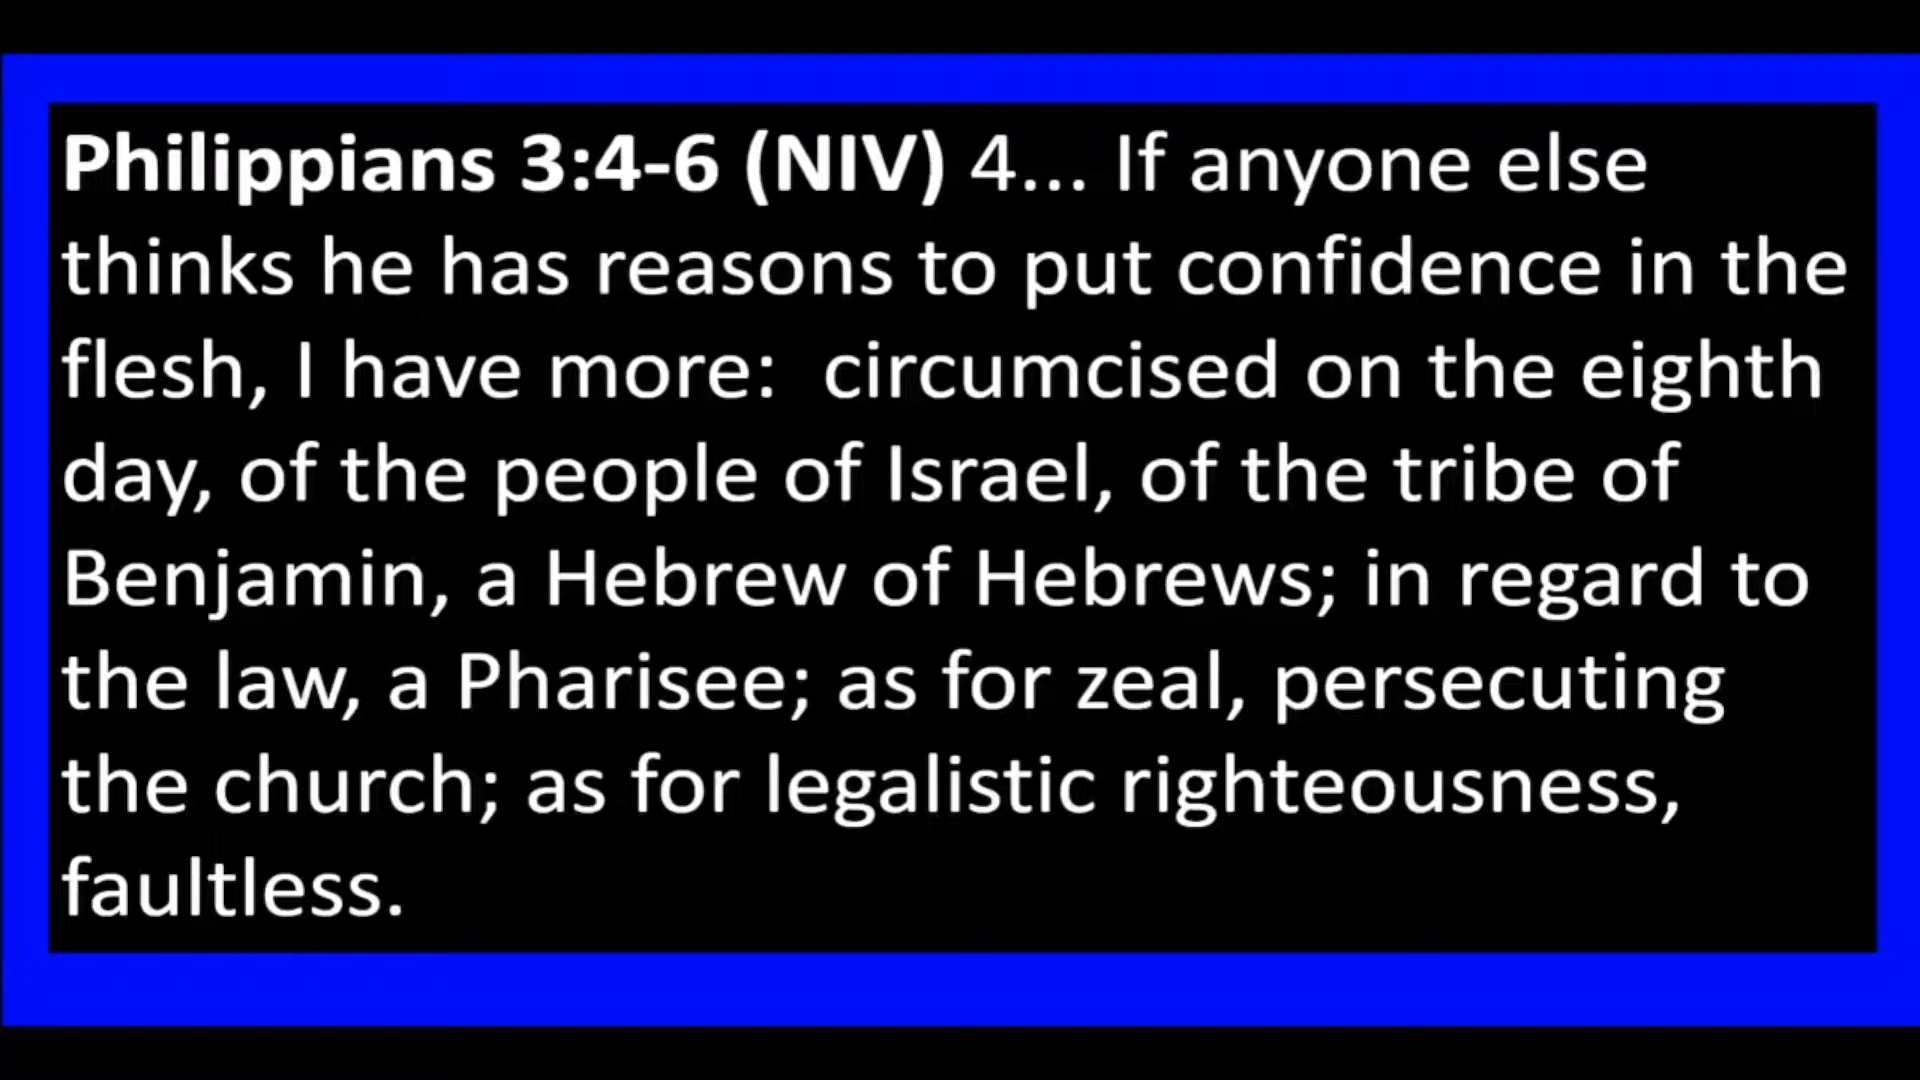 Philippians 3:4-6 (NIV) 4... If anyone else
thinks he has reasons to put confidence in the
flesh, I have more:  circumcised on the eighth
day, of the people of Israel, of the tribe of
Benjamin, a Hebrew of Hebrews; in regard to
the law, a Pharisee; as for zeal, persecuting
the church; as for legalistic righteousness,
faultless.